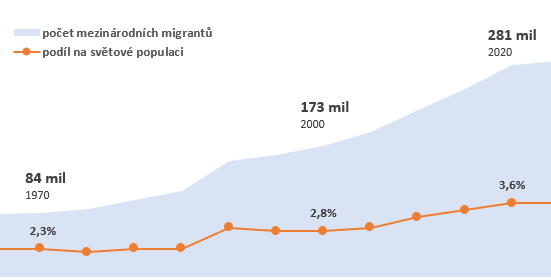 počet mezinárodních migrantů
podíl na světové populaci
281 mil
2020
173 mil
2000
84 mil
1970
2,3%
2,8%
3,6%